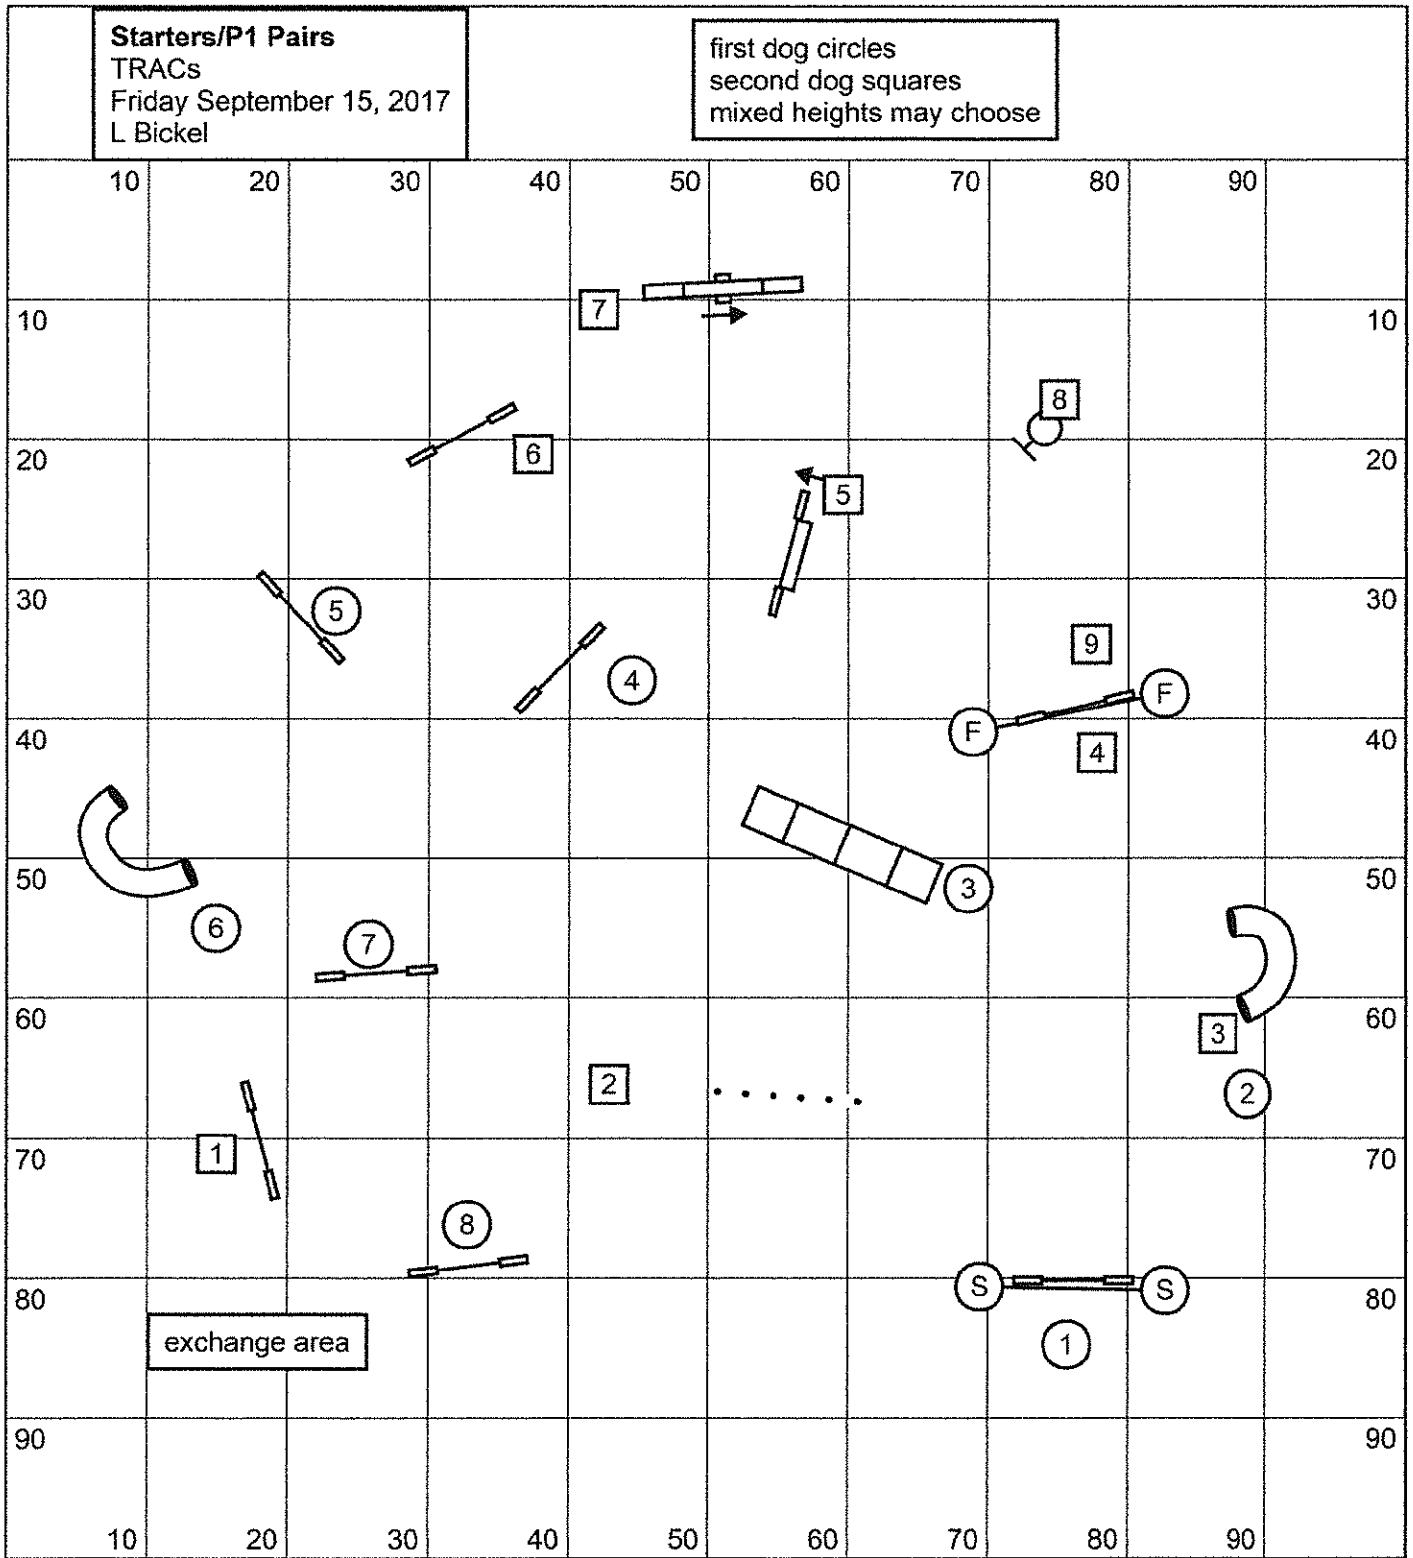 Starters/P1 Pairs
TRACs
Friday September 15, 2017
L Bickel
first dog circles
second dog squares
mixed heights may choose
10 20 30 40 50 60 70 80 90
7
10 10
8
6
20 20
5
5
30 30
9
4
F
F
40 4 40
3
50 50
6
7
60 60
3
2
2
1
70 70
8
S S
80 80
exchange area
1
90 90
10 20 30 40 50 60 70 80 90